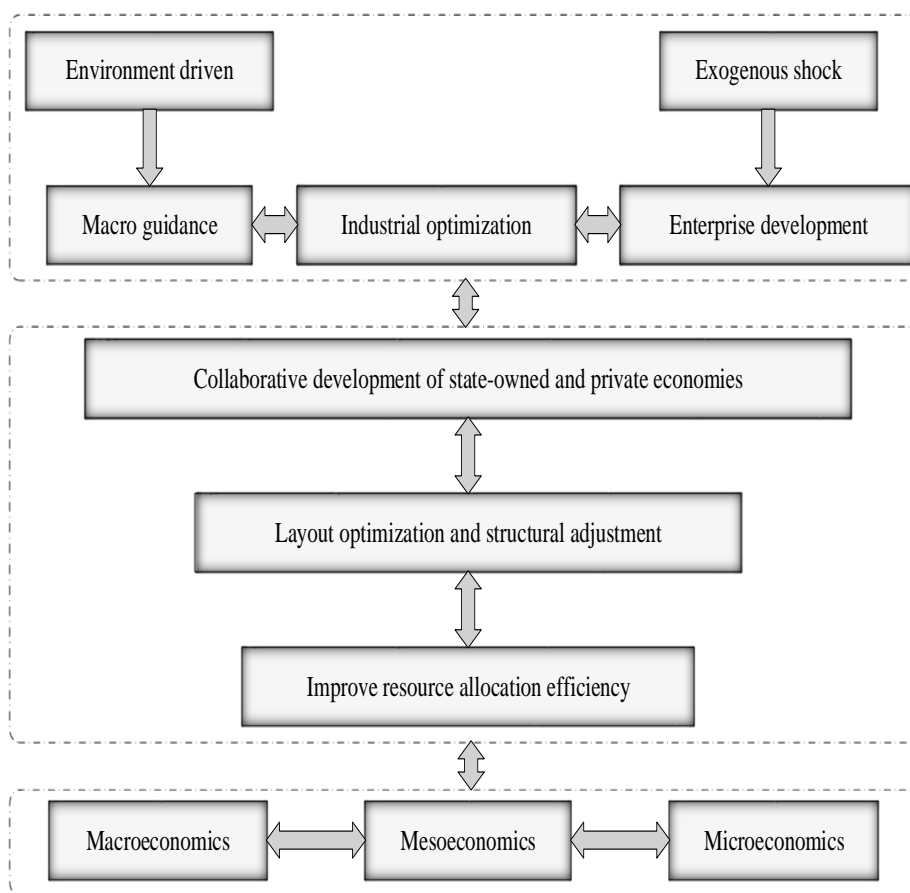 Environment driven
Exogenous shock
Macro guidance
Industrial optimization
Enterprise development
Collaborative development of state-owned and private economies
Layout optimization and structural adjustment
Improve resource allocation efficiency
Macroeconomics
Mesoeconomics
Microeconomics